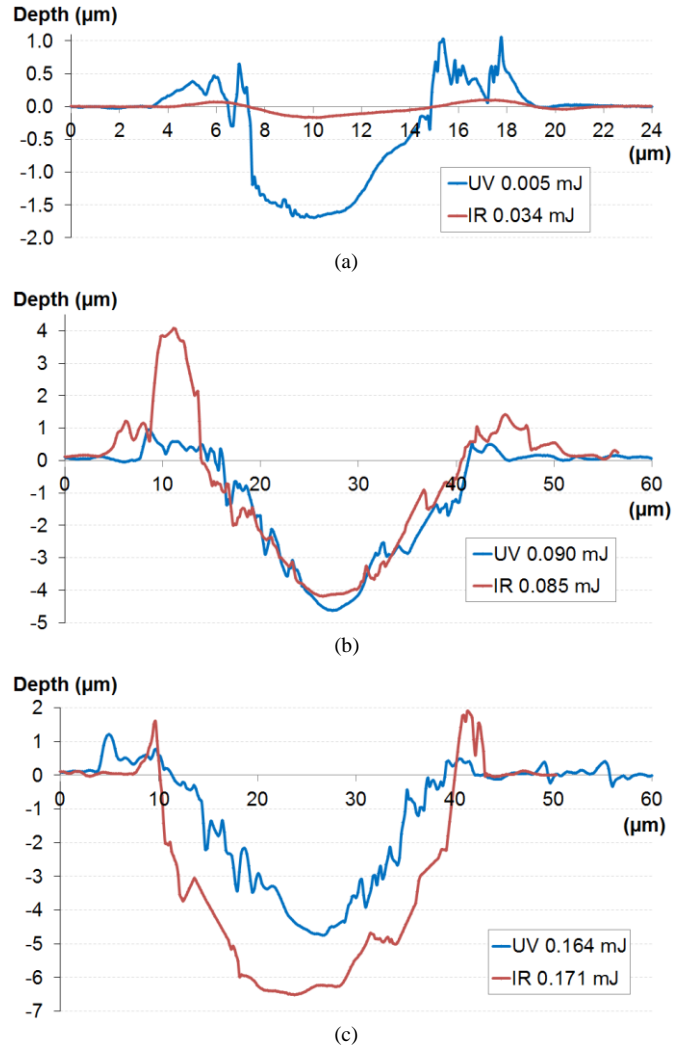 Depth (µm)
1.0
0.5
0.0
0 2 4 6 8 10 12 14 16 18 20 22 24
-0.5
(µm)
-1.0
UV 0.005 mJ
-1.5
IR 0.034 mJ
-2.0
(a)
Depth (µm)
4
3
2
1
0
0 10 20 30 40 50 60
-1
(µm)
-2
UV 0.090 mJ
-3
IR 0.085 mJ
-4
-5
(b)
Depth (µm)
2
1
0
0 10 20 30 40 50 60
-1
(µm)
-2
-3
-4
-5
UV 0.164 mJ
-6
IR 0.171 mJ
-7
(c)